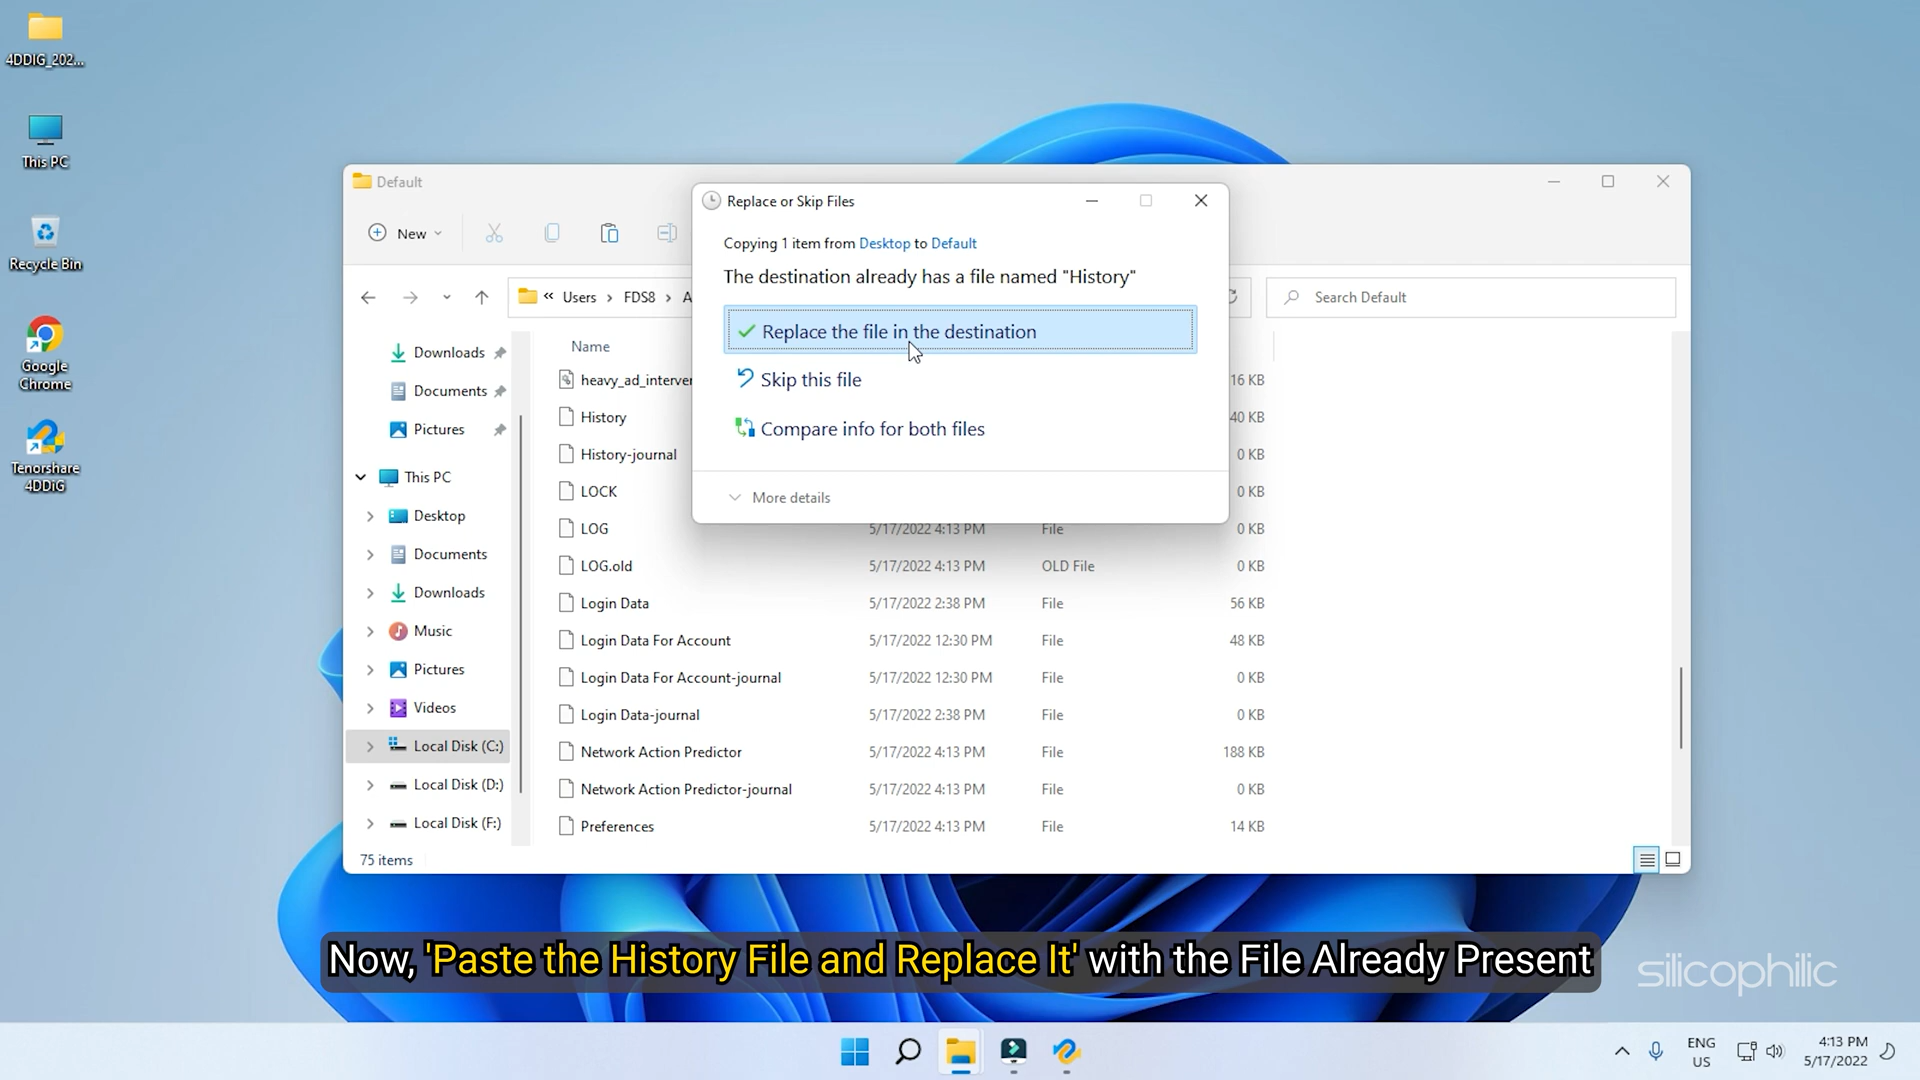 4DDIG_202...
This PC
Recycle Bin
Google
Chrome
Tenorshare
4DDiG
Default
New
Replace or Skip Files
Copying 1 item from Desktop to Default
The destination already has a file named "History"
Replace the file in the destination
Skip this file
Compare info for both files
More details
« Users > FDS8 > A
Search Default
Downloads
Documents
Pictures
This PC
Desktop
Documents
Downloads
Music
Pictures
Videos
Local Disk (C:)
Local Disk (D:)
Local Disk (F:)
Name
heavy_ad_interver 16 KB
History 40 KB
History-journal 0 KB
LOCK 0 KB
LOG 5/17/2022 4:13 PM File 0 KB
LOG.old 5/17/2022 4:13 PM OLD File 0 KB
Login Data 5/17/2022 2:38 PM File 56 KB
Login Data For Account 5/17/2022 12:30 PM File 48 KB
Login Data For Account-journal 5/17/2022 12:30 PM File 0 KB
Login Data-journal 5/17/2022 2:38 PM File 0 KB
Network Action Predictor 5/17/2022 4:13 PM File 188 KB
Network Action Predictor-journal 5/17/2022 4:13 PM File 0 KB
Preferences 5/17/2022 4:13 PM File 14 KB
75 items
Now, 'Paste the History File and Replace It' with the File Already Present
silicophilic
ENG
US
4:13 PM
5/17/2022